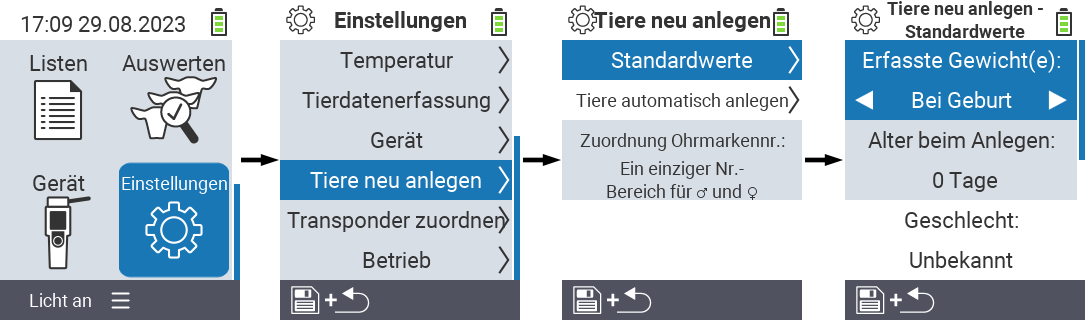 17:09 29.08.2023
Listen
Auswerten
Gerät
Einstellungen
Licht an
Einstellungen
Temperatur
Tierdatenerfassung
Gerät
Tiere neu anlegen
Transponder zuordnen
Betrieb
+
Tiere neu anlegen
Standardwerte
Tiere automatisch anlegen
Zuordnung Ohrmarkennr.:
Ein einziger Nr.-
Bereich für ♂ und ♀
+
Tiere neu anlegen -
Standardwerte
Erfasste Gewicht(e):
Bei Geburt
Alter beim Anlegen:
0 Tage
Geschlecht:
Unbekannt
+